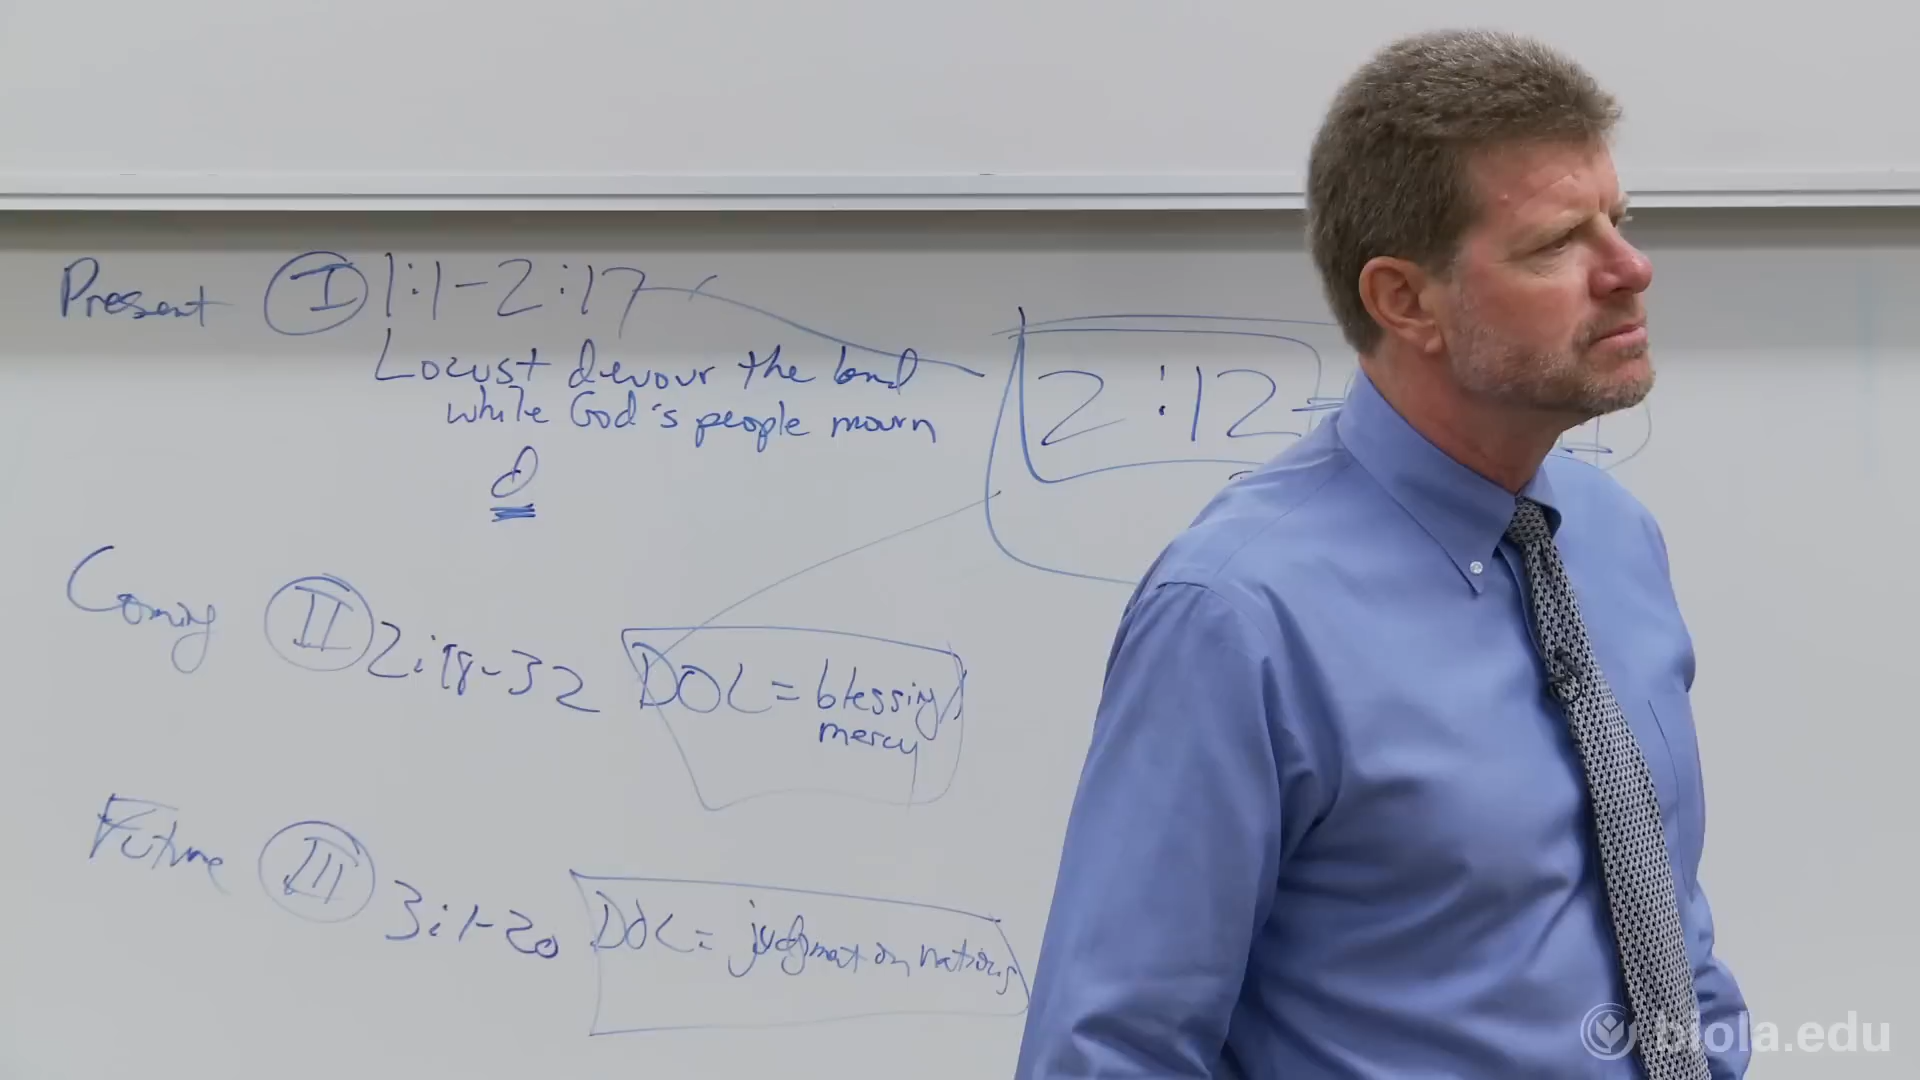 Present I 1:1-2:17
Locust devour the land
while God's people mourn
2:12-
Coming II 2:18-32 DOL = blessing/
mercy
Future III 3:1-20 DOL = judgment on nations
biola.edu